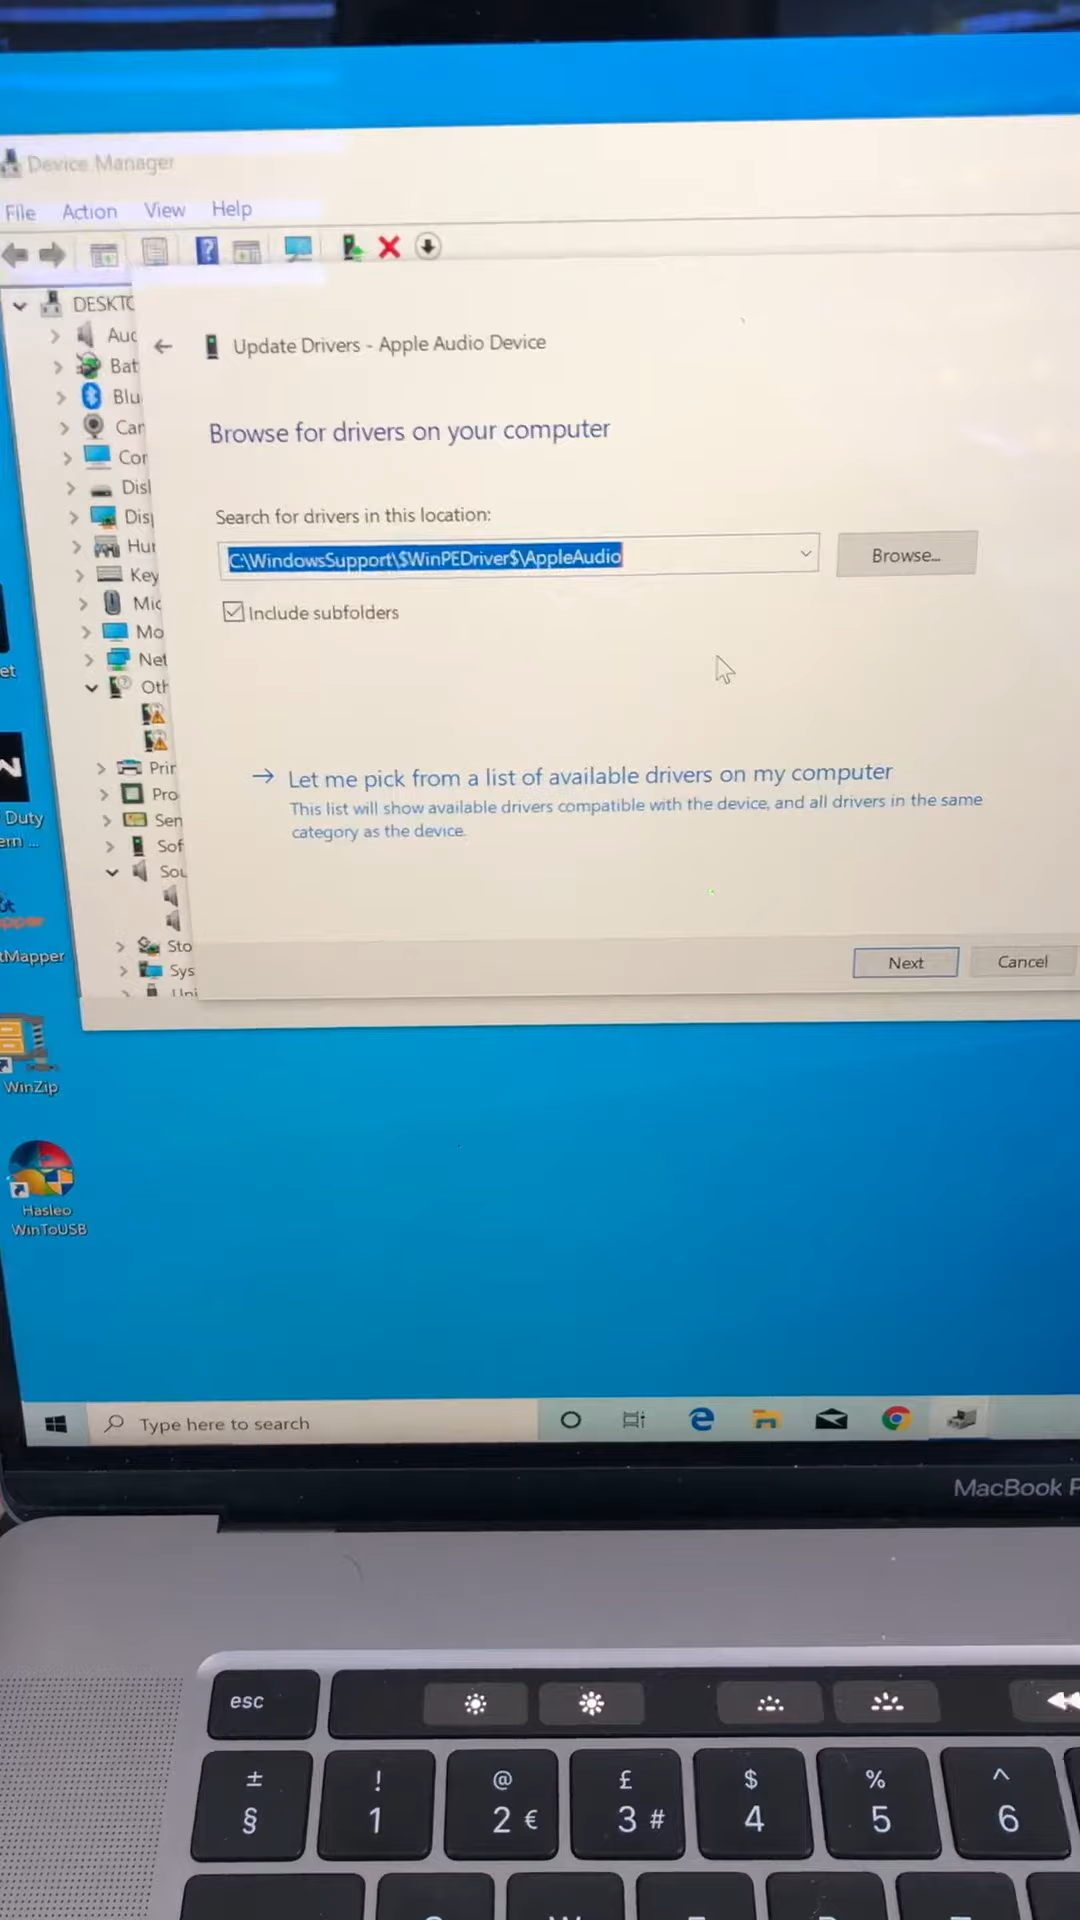 Device Manager
File Action View Help
DESKTO
Update Drivers - Apple Audio Device
Browse for drivers on your computer
Search for drivers in this location:
C:\WindowsSupport\$WinPEDriver$\AppleAudio
Browse...
Include subfolders
Let me pick from a list of available drivers on my computer
This list will show available drivers compatible with the device, and all drivers in the same
category as the device.
Next Cancel
Auc
Bat
Blu
Can
Cor
Disl
Disp
Hur
Key
Mic
Mo
Net
Oth
Prin
Pro
Sen
Sof
Sou
Sto
Sys
Uni
et
Duty
ern ...
tMapper
WinZip
Hasleo
WinToUSB
Type here to search
MacBook P
esc
± ! @ £ $ % ^
§ 1 2 € 3 # 4 5 6